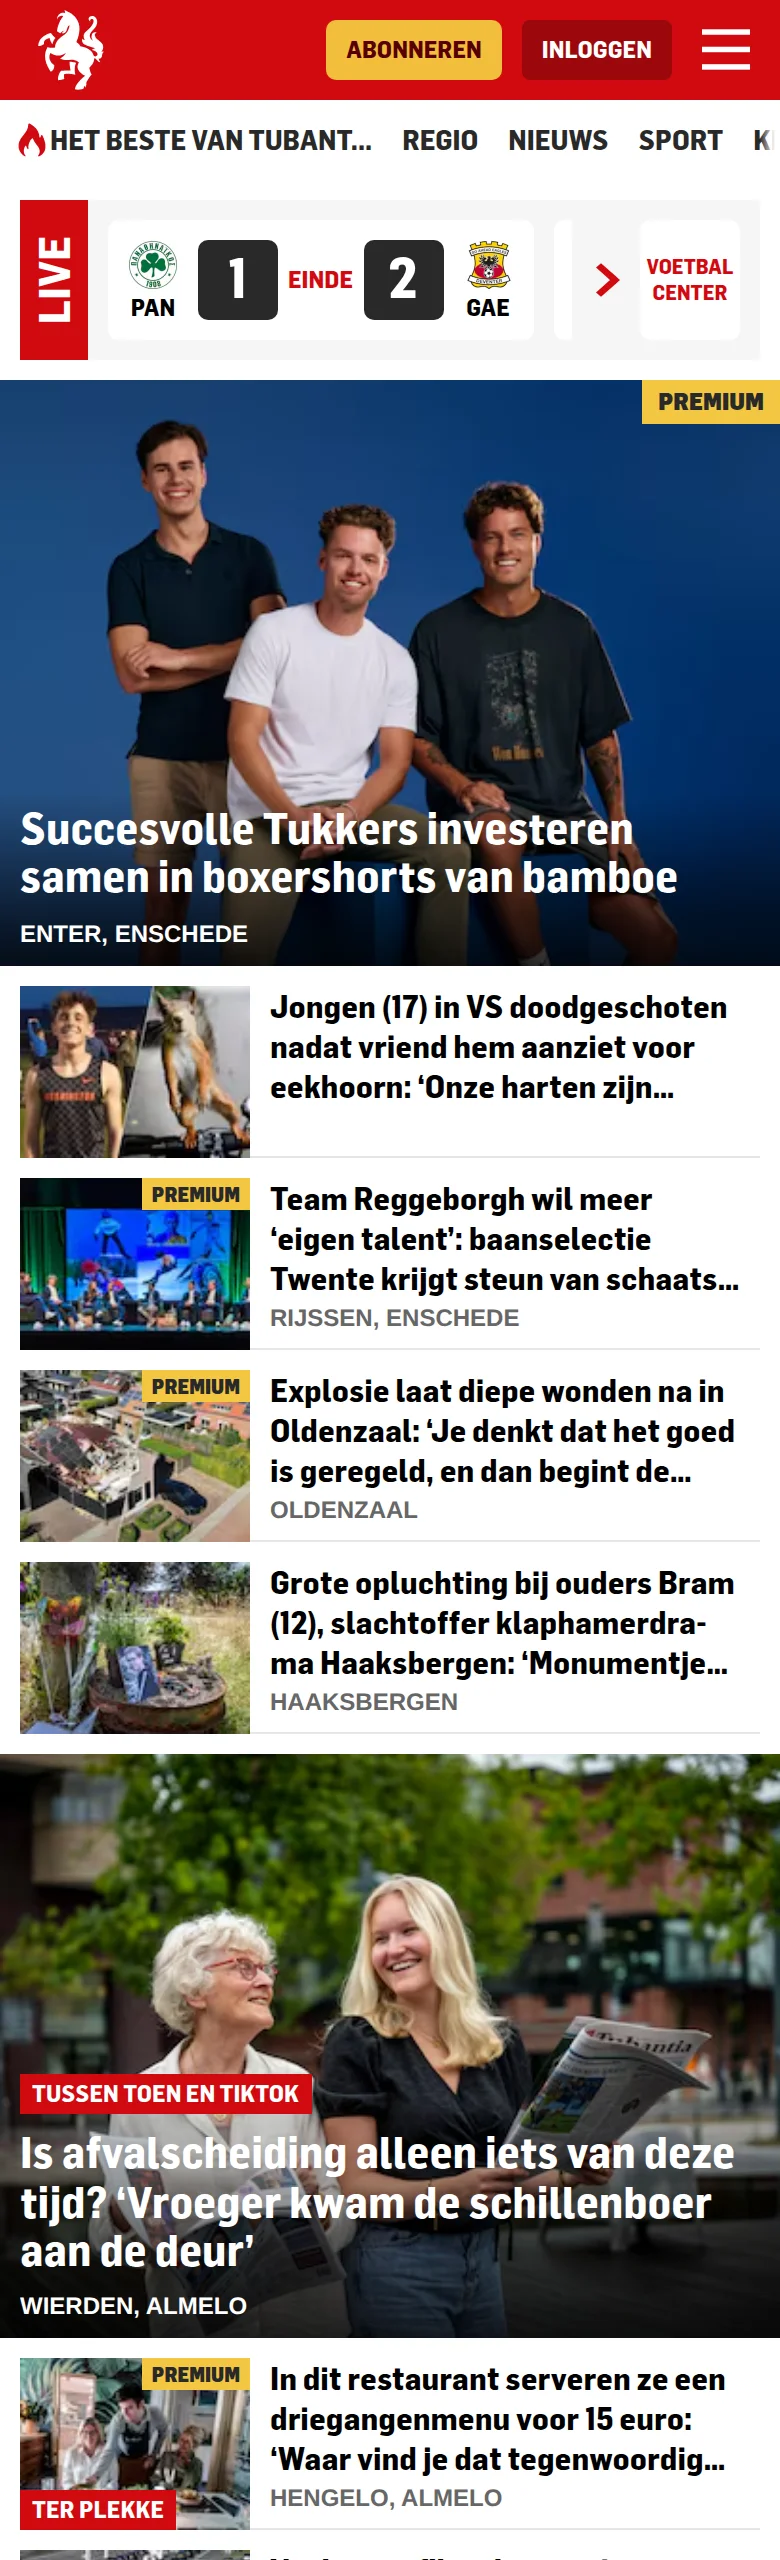 ABONNEREN
INLOGGEN
HET BESTE VAN TUBANT...
REGIO
NIEUWS
SPORT
LIVE
PAN
1
EINDE
2
GAE
VOETBAL
CENTER
PREMIUM
Succesvolle Tukkers investeren
samen in boxershorts van bamboe
ENTER, ENSCHEDE
Jongen (17) in VS doodgeschoten
nadat vriend hem aanziet voor
eekhoorn: ‘Onze harten zijn...
PREMIUM
Team Reggeborgh wil meer
‘eigen talent’: baanselectie
Twente krijgt steun van schaats...
RIJSSEN, ENSCHEDE
PREMIUM
Explosie laat diepe wonden na in
Oldenzaal: ‘Je denkt dat het goed
is geregeld, en dan begint de...
OLDENZAAL
Grote opluchting bij ouders Bram
(12), slachtoffer klaphamerdra-
ma Haaksbergen: ‘Monumentje...
HAAKSBERGEN
Tubantia
TUSSEN TOEN EN TIKTOK
Is afvalscheiding alleen iets van deze
tijd? ‘Vroeger kwam de schillenboer
aan de deur’
WIERDEN, ALMELO
PREMIUM
TER PLEKKE
In dit restaurant serveren ze een
driegangenmenu voor 15 euro:
‘Waar vind je dat tegenwoordig...
HENGELO, ALMELO